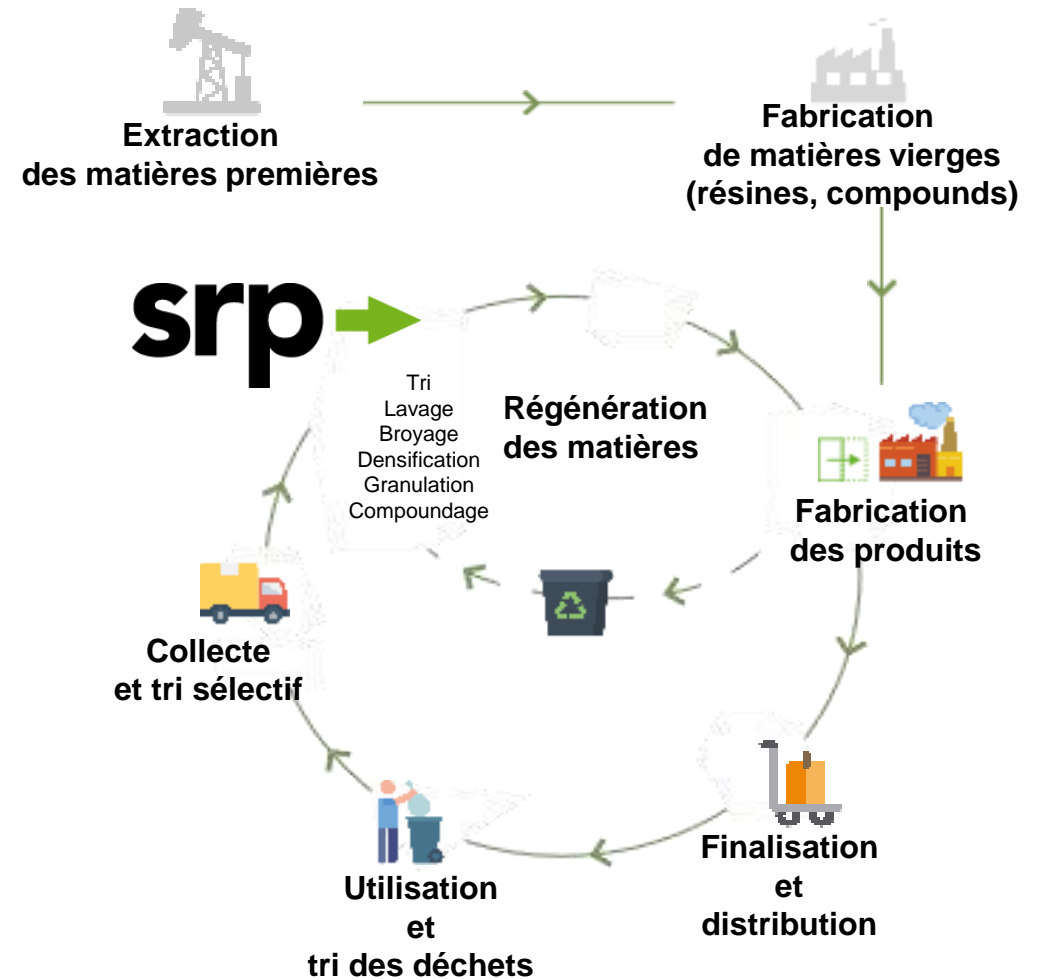 Extraction
des matières premières
Fabrication
de matières vierges
(résines, compounds)
srp
Tri
Lavage
Broyage
Densification
Granulation
Compoundage
Régénération
des matières
Fabrication
des produits
Collecte
et tri sélectif
Finalisation
et
distribution
Utilisation
et
tri des déchets